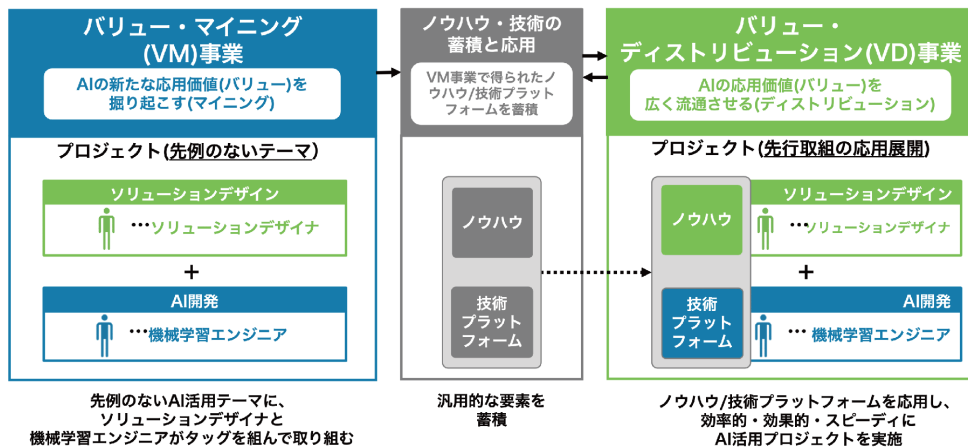 バリュー・マイニング
(VM)事業
AIの新たな応用価値(バリュー)を
掘り起こす(マイニング)
プロジェクト(先例のないテーマ)
ソリューションデザイン
…ソリューションデザイナ
+
AI開発
…機械学習エンジニア
先例のないAI活用テーマに、
ソリューションデザイナと
機械学習エンジニアがタッグを組んで取り組む
ノウハウ・技術の
蓄積と応用
VM事業で得られたノ
ウハウ/技術プラット
フォームを蓄積
ノウハウ
技術
プラット
フォーム
汎用的な要素を
蓄積
バリュー・
ディストリビューション(VD)事業
AIの応用価値(バリュー)を
広く流通させる(ディストリビューション)
プロジェクト(先行取組の応用展開)
ノウハウ
ソリューションデザイン
…ソリューションデザイナ
+
技術
プラット
フォーム
AI開発
…機械学習エンジニア
ノウハウ/技術プラットフォームを応用し、
効率的・効果的・スピーディに
AI活用プロジェクトを実施